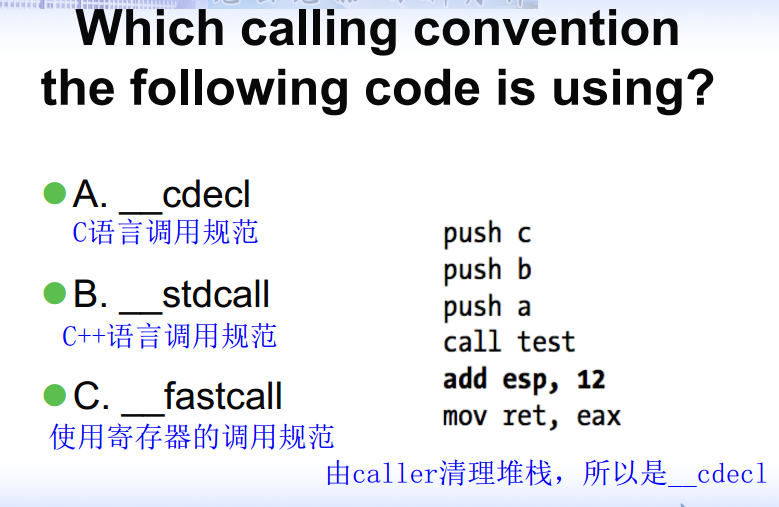 Which calling convention
the following code is using?
A. __cdecl
C语言调用规范
B. __stdcall
C++语言调用规范
C. __fastcall
使用寄存器的调用规范
push c
push b
push a
call test
add esp, 12
mov ret, eax
由caller清理堆栈，所以是__cdecl